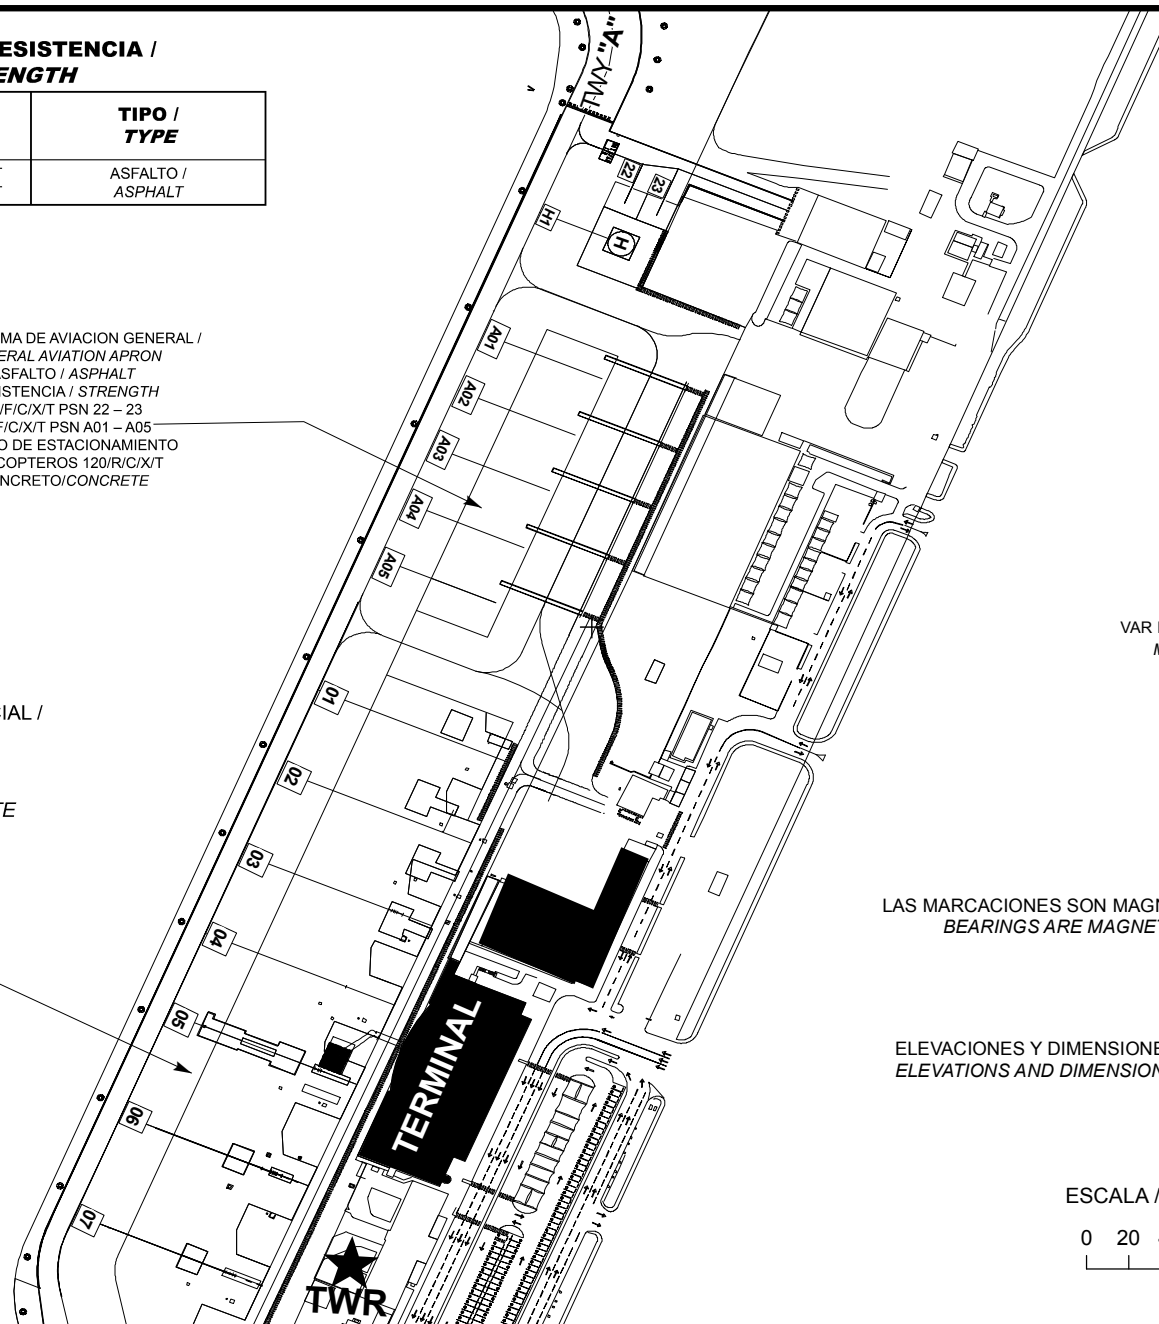 ESISTENCIA /
ENGTH
TIPO /
TYPE
ASFALTO /
ASPHALT
TWY "A"
22
23
H1
H
MA DE AVIACION GENERAL /
ERAL AVIATION APRON
ASFALTO / ASPHALT
ISTENCIA / STRENGTH
/F/C/X/T PSN 22 – 23
F/C/X/T PSN A01 – A05
O DE ESTACIONAMIENTO
COPTEROS 120/R/C/X/T
NCRETO/CONCRETE
A01
A02
A03
A04
A05
VAR
CIAL /
TE
01
02
03
04
05
06
07
LAS MARCACIONES SON MAGN
BEARINGS ARE MAGNET
ELEVACIONES Y DIMENSIONE
ELEVATIONS AND DIMENSION
TERMINAL
TWR
ESCALA /
0 20